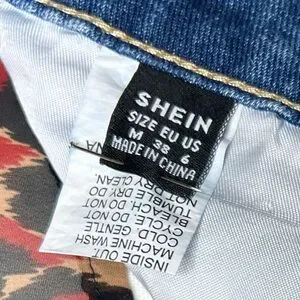 SHEIN
SIZE EU US
M 38 6
MADE IN CHINA
INSIDE OUT.
MACHINE WASH
COLD GENTLE
CYCLE. DO NOT
BLEACH. DO NOT
TUMBLE DRY DO
NOT DRY CLEAN.